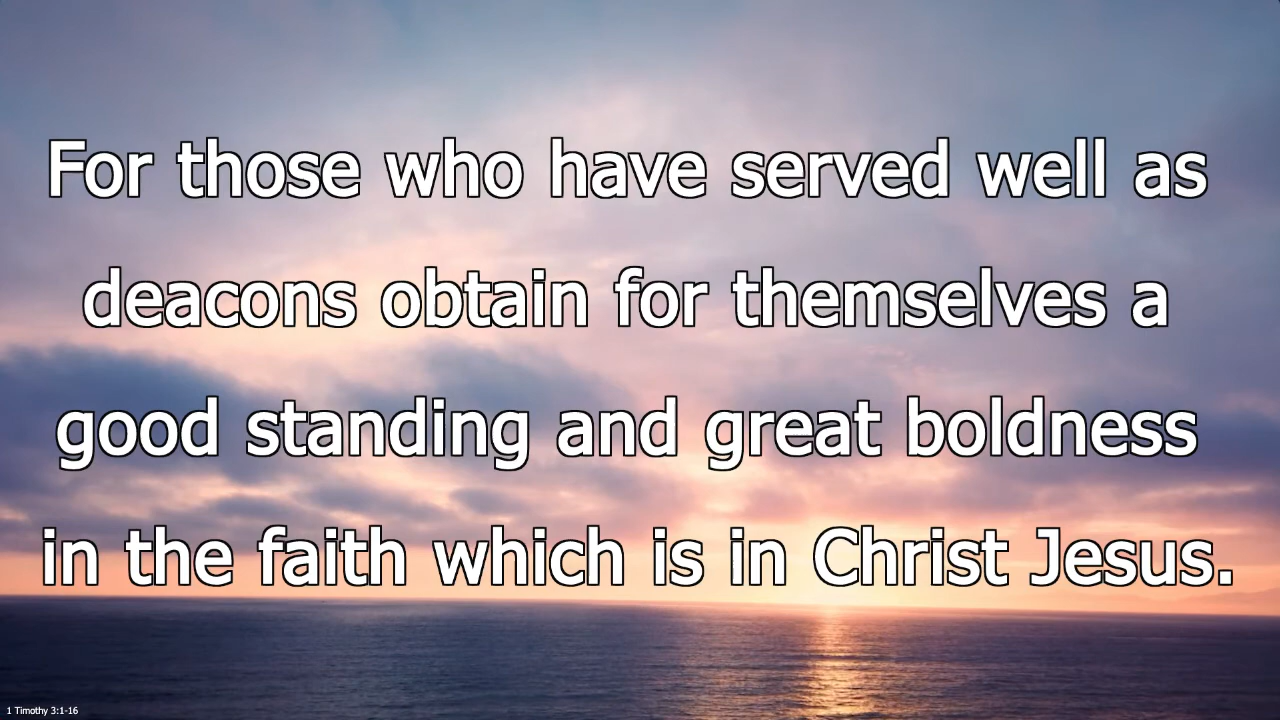 For those who have served well as
deacons obtain for themselves a
good standing and great boldness
in the faith which is in Christ Jesus.
1 Timothy 3:1-16